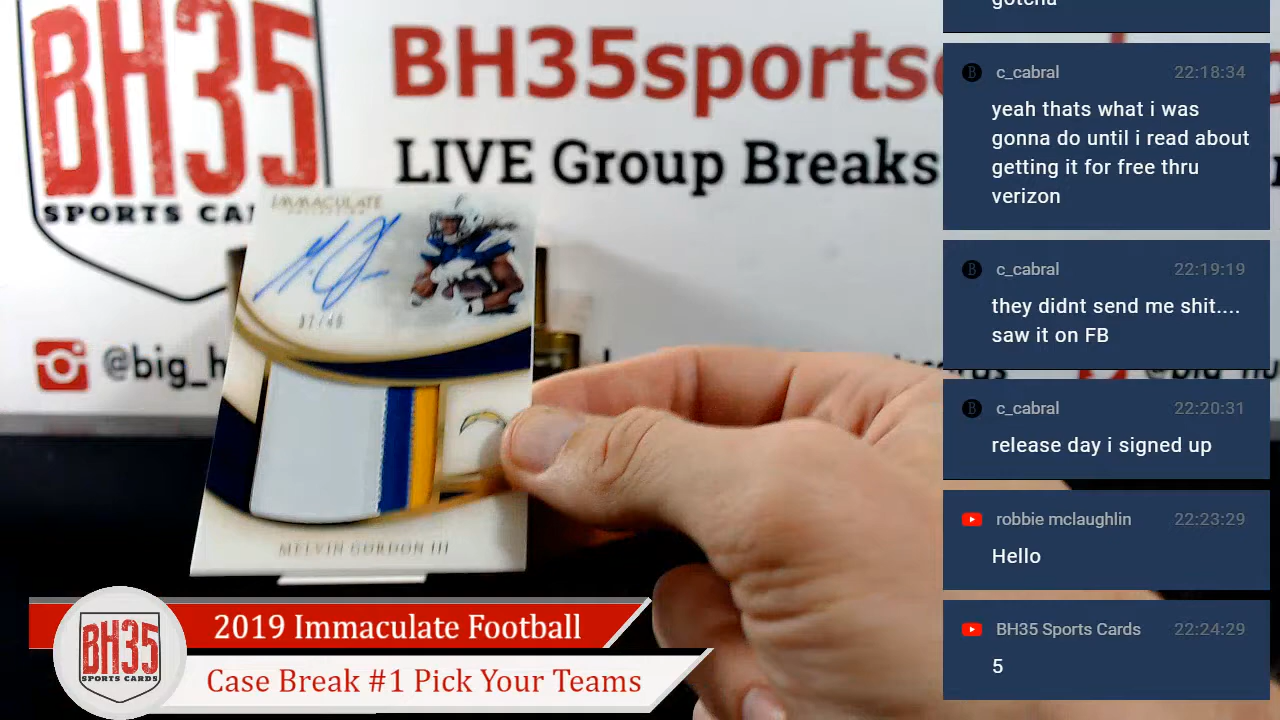 BH35
SPORTS CA
BH35sports
LIVE Group Breaks
@big_h
IMMACULATE
COLLECTION
37/49
MELVIN GORDON III
BH35
SPORTS CARDS
2019 Immaculate Football
Case Break #1 Pick Your Teams
gotcha
c_cabral 22:18:34
yeah thats what i was
gonna do until i read about
getting it for free thru
verizon
c_cabral 22:19:19
they didnt send me shit....
saw it on FB
c_cabral 22:20:31
release day i signed up
robbie mclaughlin 22:23:29
Hello
BH35 Sports Cards 22:24:29
5